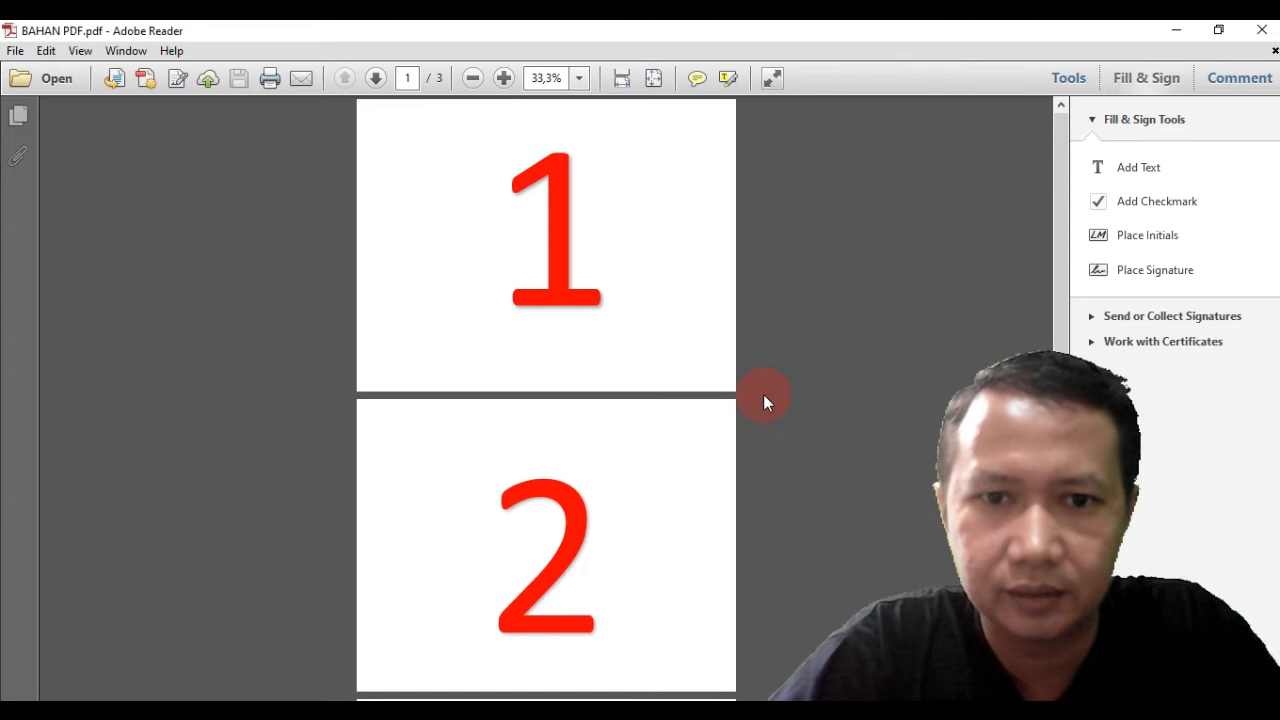 BAHAN PDF.pdf - Adobe Reader
File Edit View Window Help
Open 1 / 3 33,3% Tools Fill & Sign Comment
Fill & Sign Tools
T Add Text
Add Checkmark
LM Place Initials
Place Signature
Send or Collect Signatures
Work with Certificates
1
2